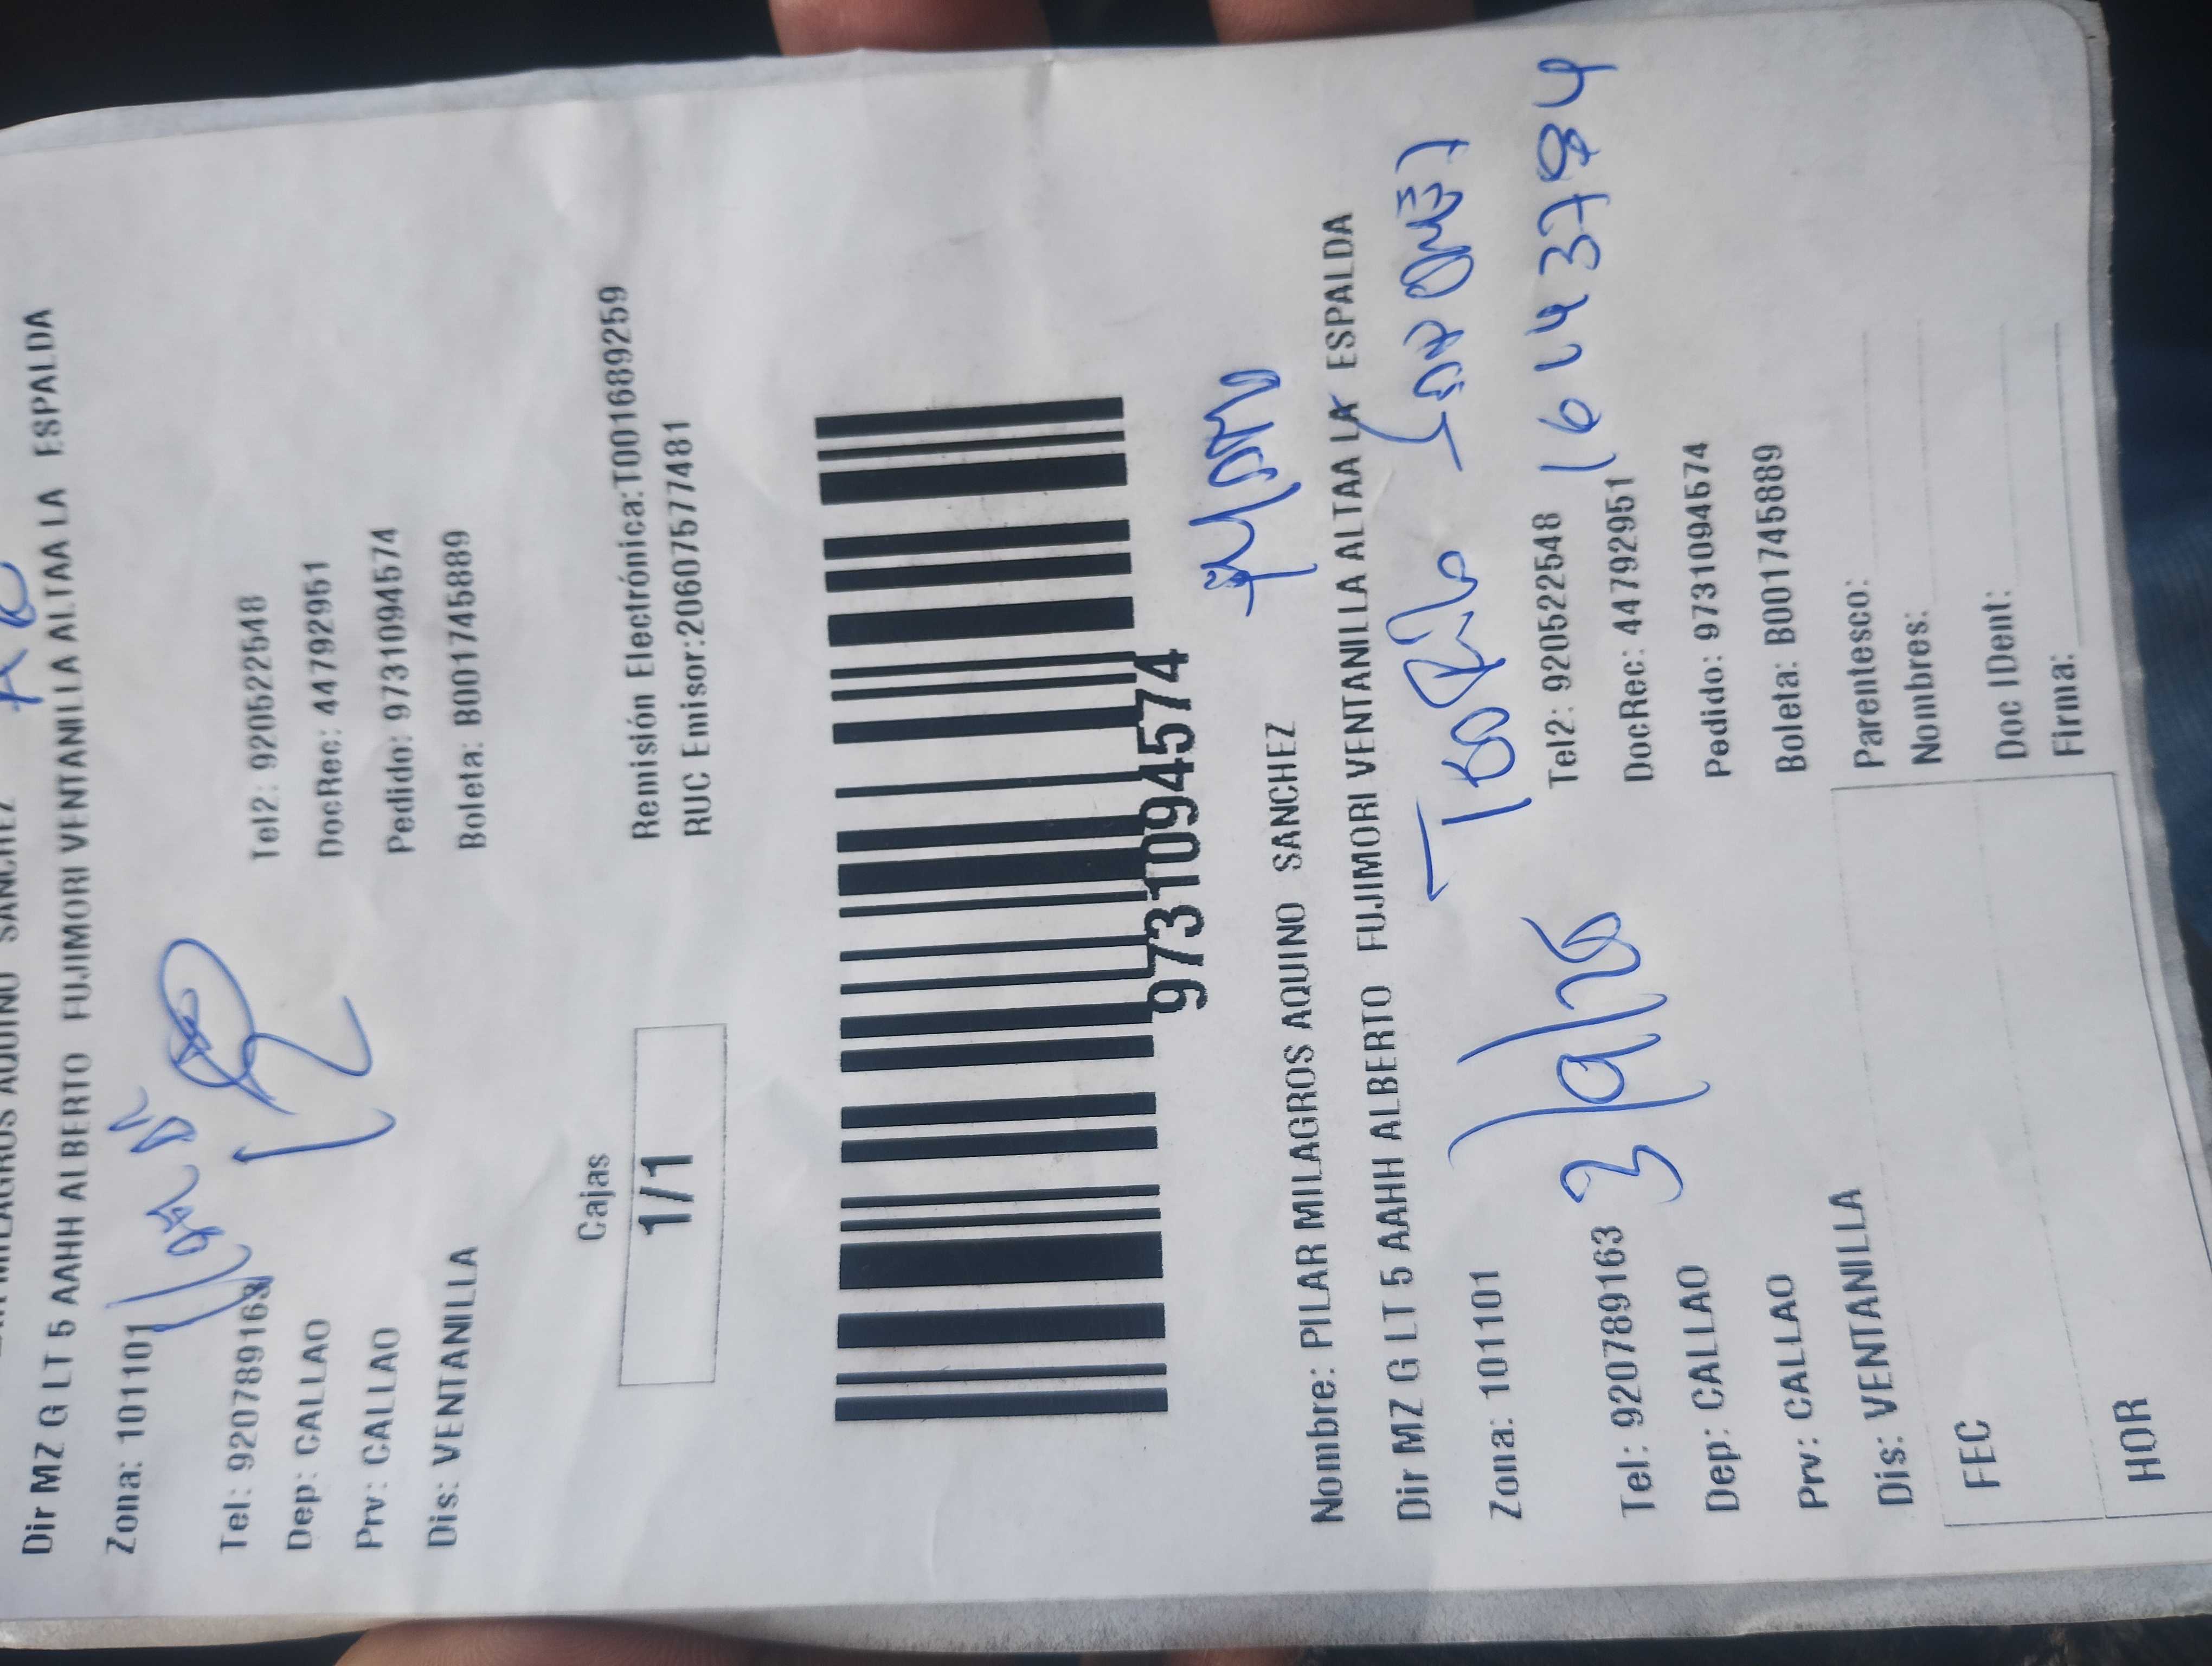 Dir MZ G LT 5 AAHH ALBERTO FUJIMORI VENTANILLA ALTAA LA ESPALDA
Zona: 101101
Tel: 920789163 Tel2: 920522548
Dep: CALLAO DocRec: 44792951
Prv: CALLAO Pedido: 9731094574
Dis: VENTANILLA Boleta: B001745889
Cajas
1/1
Remisión Electrónica:T001689259
RUC Emisor:20607577481
9731094574
Nombre: PILAR MILAGROS AQUINO SANCHEZ
Dir MZ G LT 5 AAHH ALBERTO FUJIMORI VENTANILLA ALTAA LA ESPALDA
Zona: 101101
Tel: 920789163 Tel2: 920522548
16143784
Dep: CALLAO DocRec: 44792951
Prv: CALLAO Pedido: 9731094574
Dis: VENTANILLA Boleta: B001745889
FEC
HOR
Parentesco:
Nombres:
Doc IDent:
Firma: